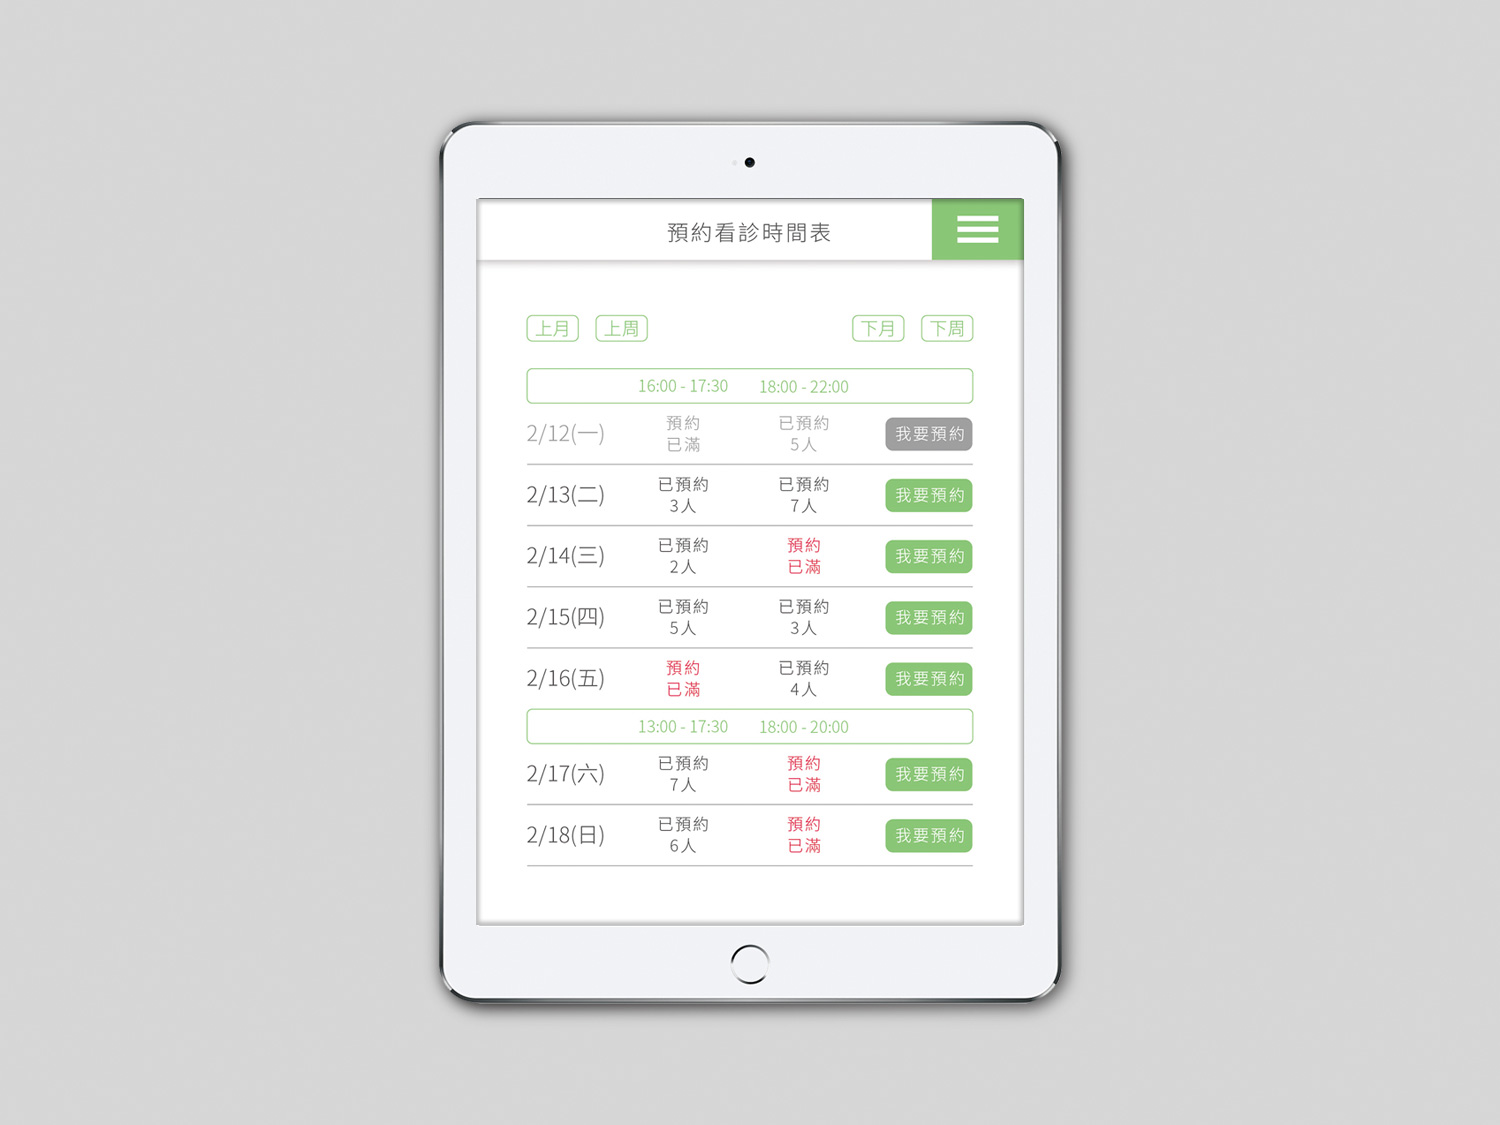 預約看診時間表
上月 上周 下月 下周
16:00 - 17:30 18:00 - 22:00
2/12(一) 預約已滿 已預約5人 我要預約
2/13(二) 已預約3人 已預約7人 我要預約
2/14(三) 已預約2人 預約已滿 我要預約
2/15(四) 已預約5人 已預約3人 我要預約
2/16(五) 預約已滿 已預約4人 我要預約
13:00 - 17:30 18:00 - 20:00
2/17(六) 已預約7人 預約已滿 我要預約
2/18(日) 已預約6人 預約已滿 我要預約